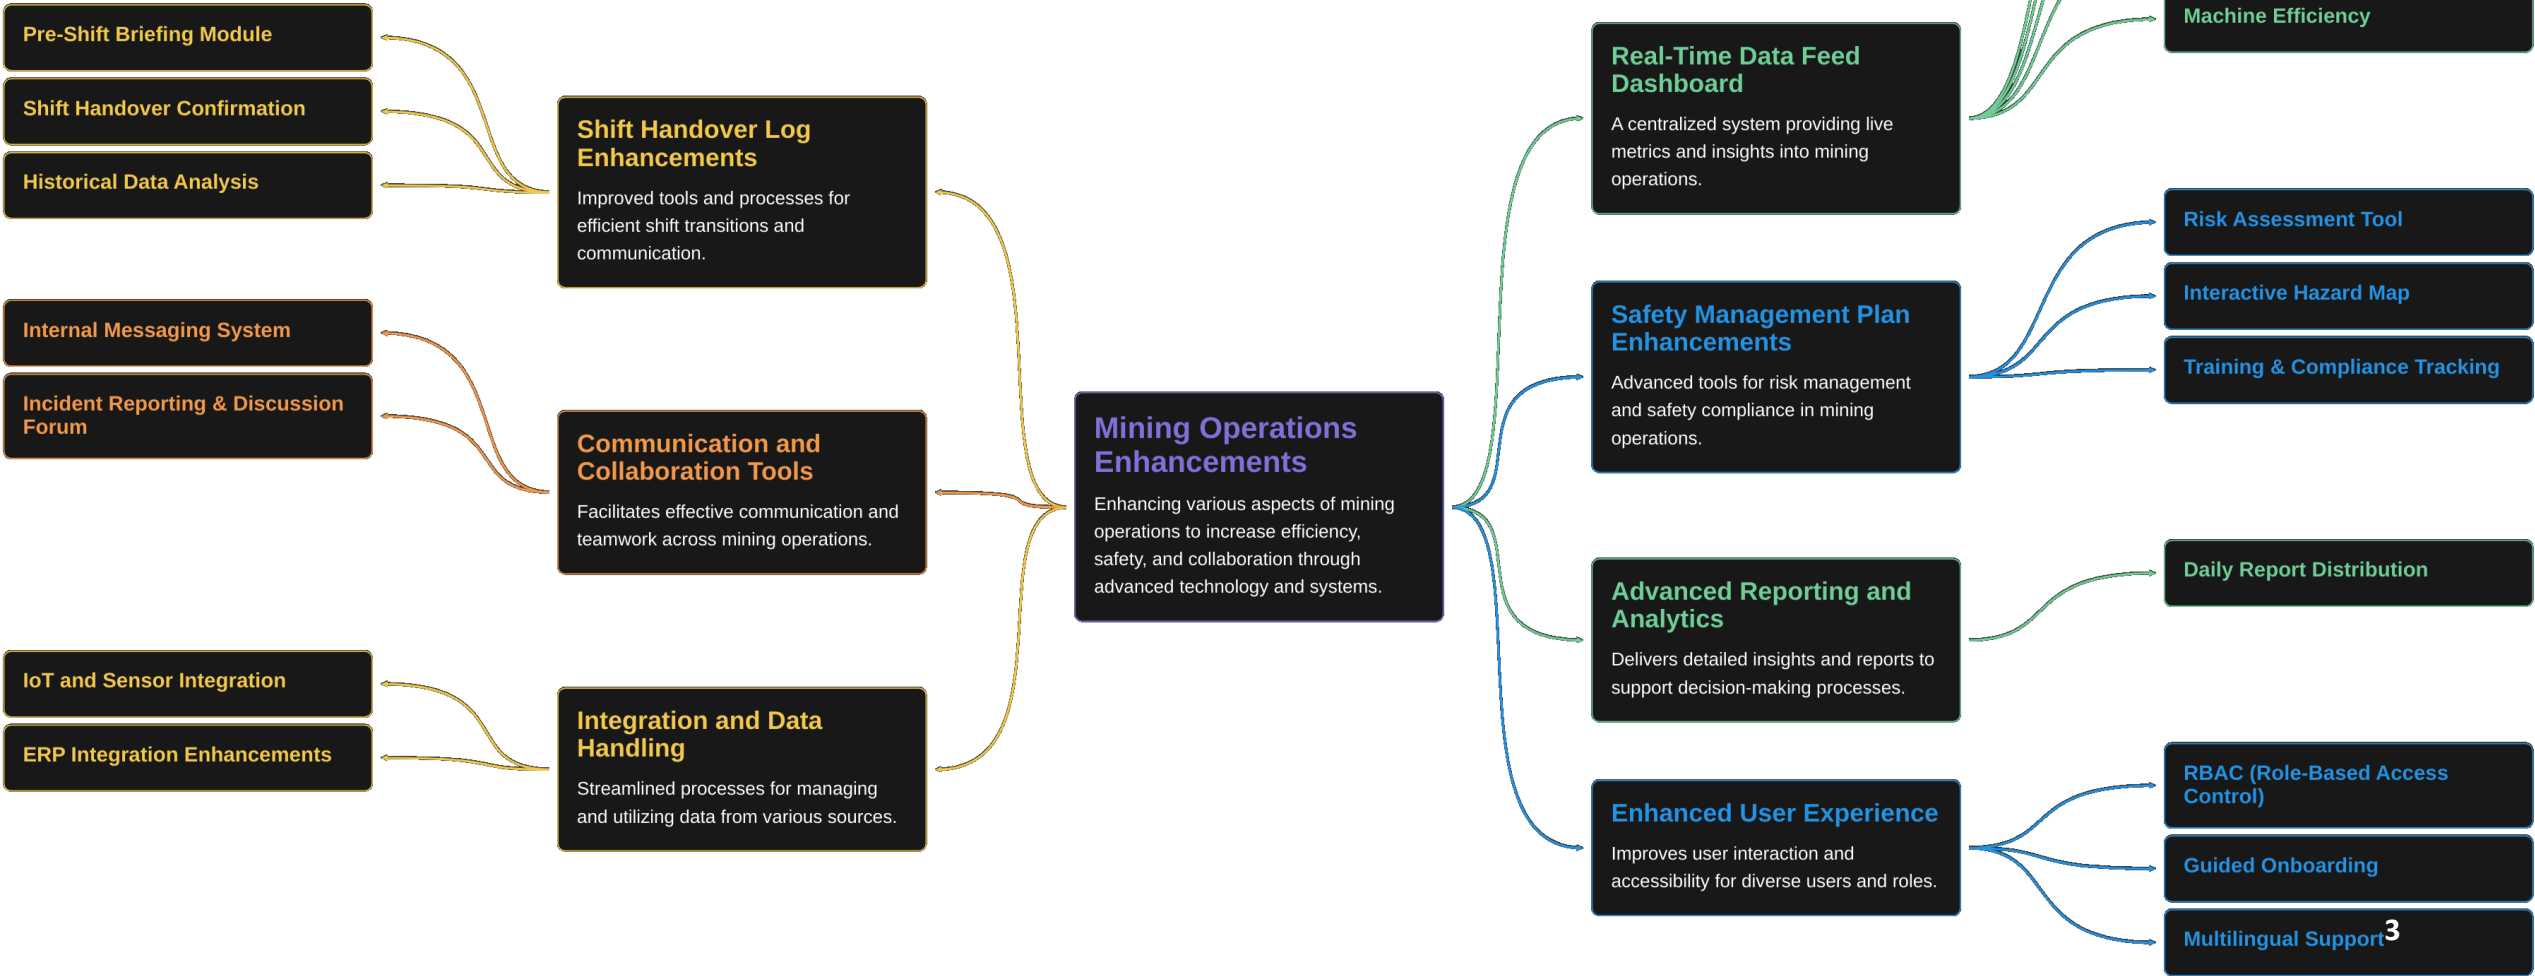 Pre-Shift Briefing Module
Shift Handover Confirmation
Historical Data Analysis
Shift Handover Log
Enhancements
Improved tools and processes for
efficient shift transitions and
communication.
Internal Messaging System
Incident Reporting & Discussion
Forum
Communication and
Collaboration Tools
Facilitates effective communication and
teamwork across mining operations.
IoT and Sensor Integration
ERP Integration Enhancements
Integration and Data
Handling
Streamlined processes for managing
and utilizing data from various sources.
Mining Operations
Enhancements
Enhancing various aspects of mining
operations to increase efficiency,
safety, and collaboration through
advanced technology and systems.
Real-Time Data Feed
Dashboard
A centralized system providing live
metrics and insights into mining
operations.
Machine Efficiency
Safety Management Plan
Enhancements
Advanced tools for risk management
and safety compliance in mining
operations.
Risk Assessment Tool
Interactive Hazard Map
Training & Compliance Tracking
Advanced Reporting and
Analytics
Delivers detailed insights and reports to
support decision-making processes.
Daily Report Distribution
Enhanced User Experience
Improves user interaction and
accessibility for diverse users and roles.
RBAC (Role-Based Access
Control)
Guided Onboarding
Multilingual Support
3